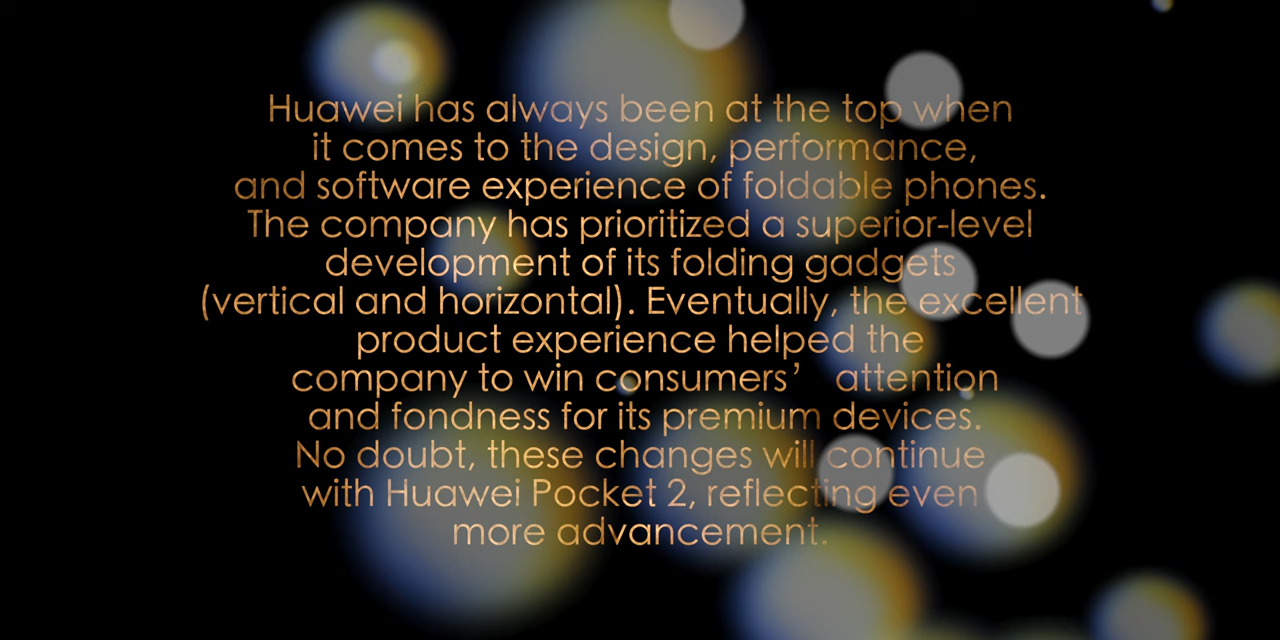 Huawei has always been at the top when
it comes to the design, performance,
and software experience of foldable phones.
The company has prioritized a superior-level
development of its folding gadgets
(vertical and horizontal). Eventually, the excellent
product experience helped the
company to win consumers’ attention
and fondness for its premium devices.
No doubt, these changes will continue
with Huawei Pocket 2, reflecting even
more advancement.